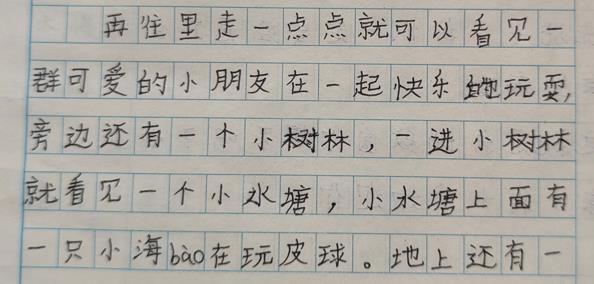 再往里走一点点就可以看见一
群可爱的小朋友在一起快乐地玩耍,
旁边还有一个小树林，一进小树林
就看见一个小水塘，小水塘上面有
一只小海bào在玩皮球。地上还有一